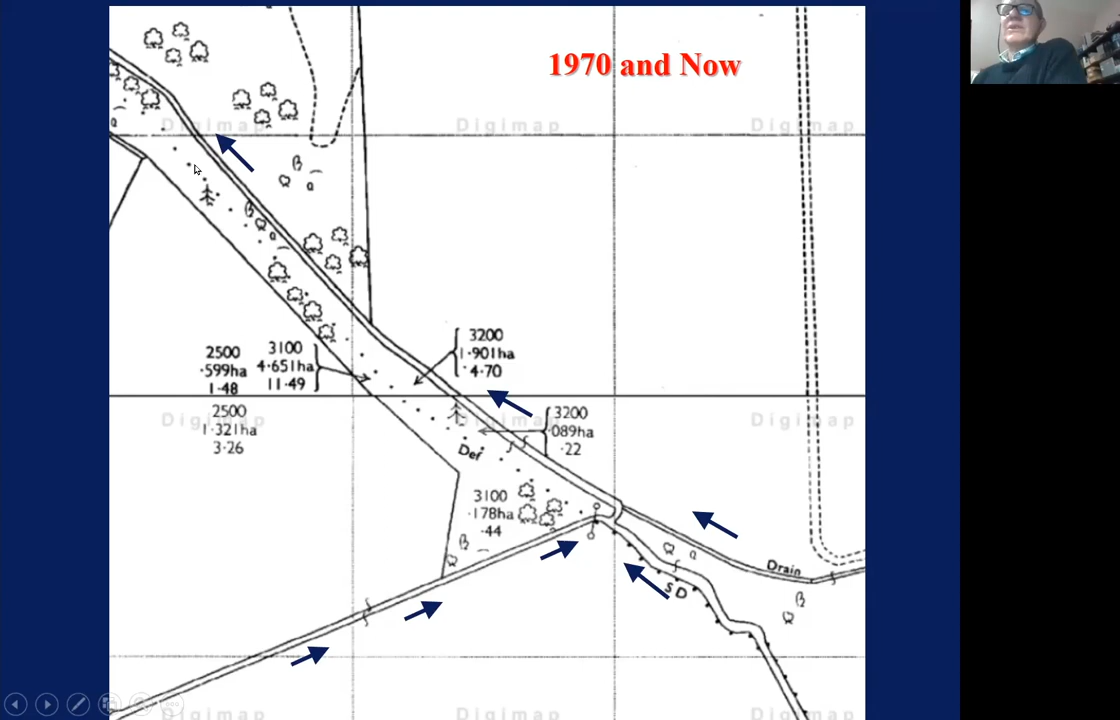 1970 and Now
Digimap Digimap Digimap
3200
1·901ha
4·70
3100
4·651ha
11·49
2500
·599ha
1·48
2500
1·321ha
3·26
3200
·089ha
·22
Digimap Digimap Digimap
Def
3100
·178ha
·44
Drain
SD
Digimap Digimap Digimap